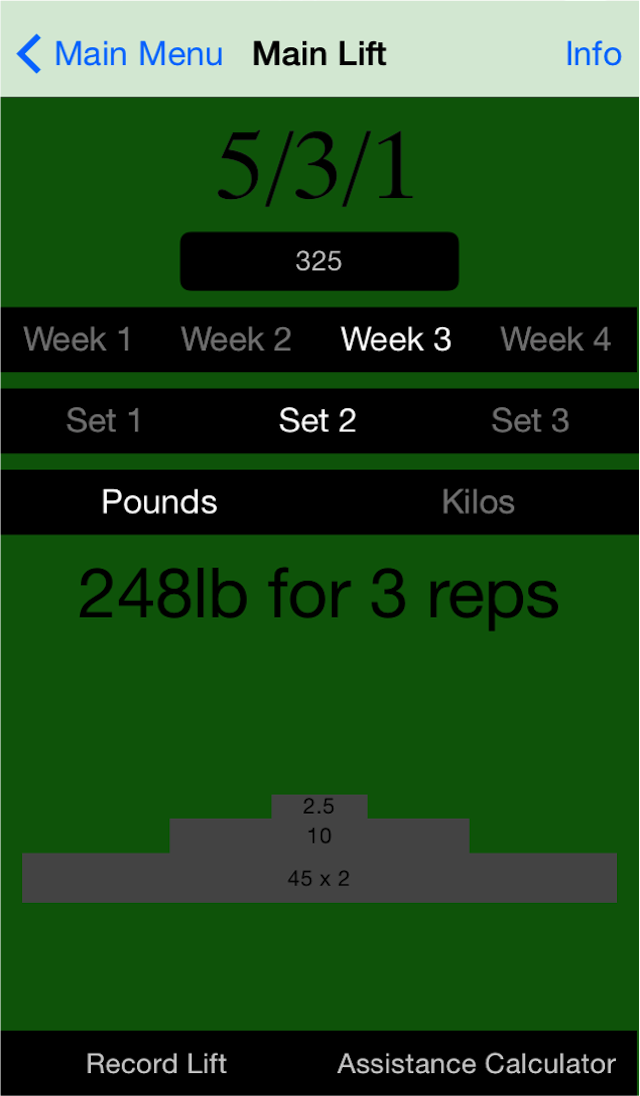 Main Menu Main Lift Info
5/3/1
325
Week 1 Week 2 Week 3 Week 4
Set 1 Set 2 Set 3
Pounds Kilos
248lb for 3 reps
2.5
10
45 x 2
Record Lift Assistance Calculator